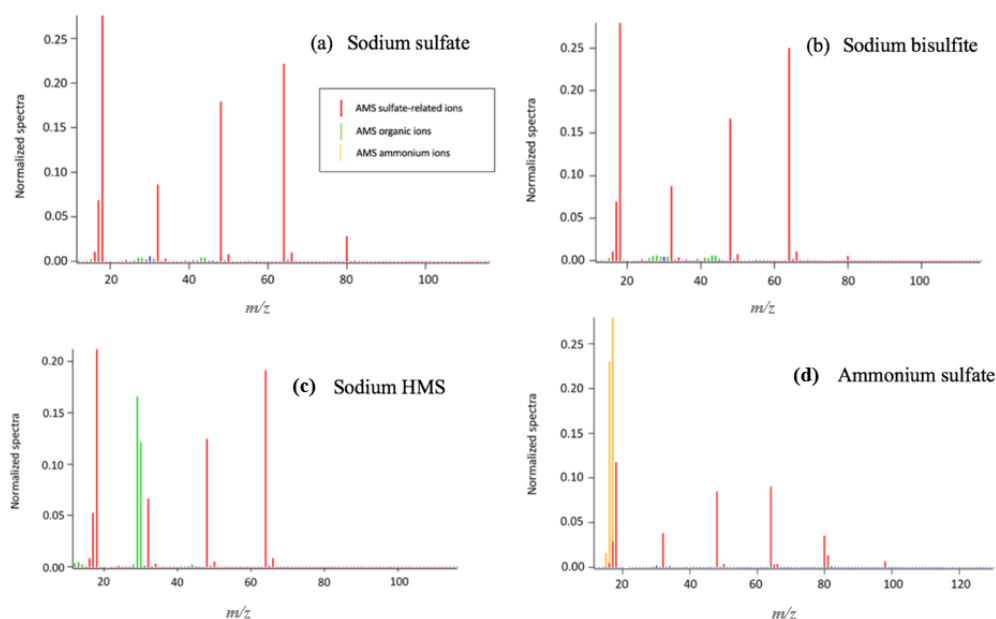 (a) Sodium sulfate
Normalized spectra
0.25
0.20
0.15
0.10
0.05
0.00
20
40
60
80
100
m/z
AMS sulfate-related ions
AMS organic ions
AMS ammonium ions
(b) Sodium bisulfite
Normalized spectra
0.25
0.20
0.15
0.10
0.05
0.00
20
40
60
80
100
m/z
(c) Sodium HMS
Normalized spectra
0.20
0.15
0.10
0.05
0.00
20
40
60
80
100
m/z
(d) Ammonium sulfate
Normalized spectra
0.25
0.20
0.15
0.10
0.05
0.00
20
40
60
80
100
120
m/z